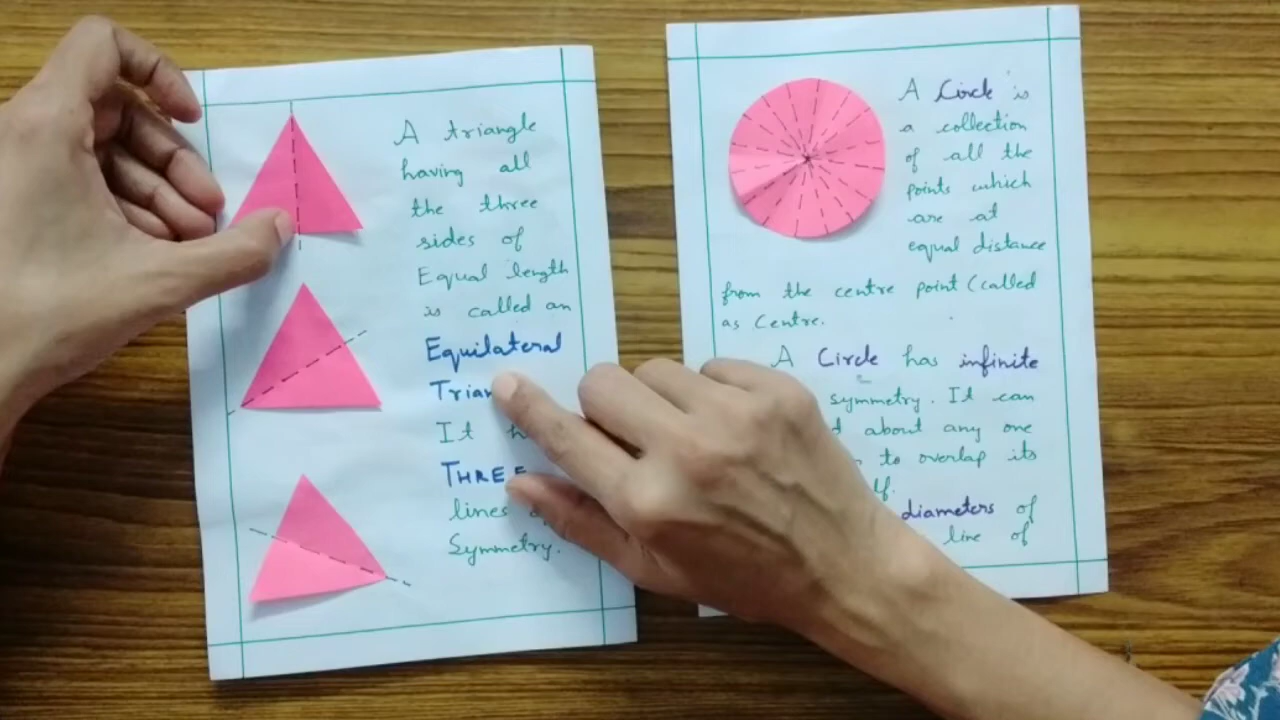 A triangle
having all
the three
sides of
Equal length
is called an
Equilateral
It
THREE
lines
Symmetry.
A Circle is
a collection
of all the
points which
are at
equal distance
from the centre point (called
as Centre.
A Circle has infinite
symmetry. It can
about any one
to overlap its
diameters of
line of